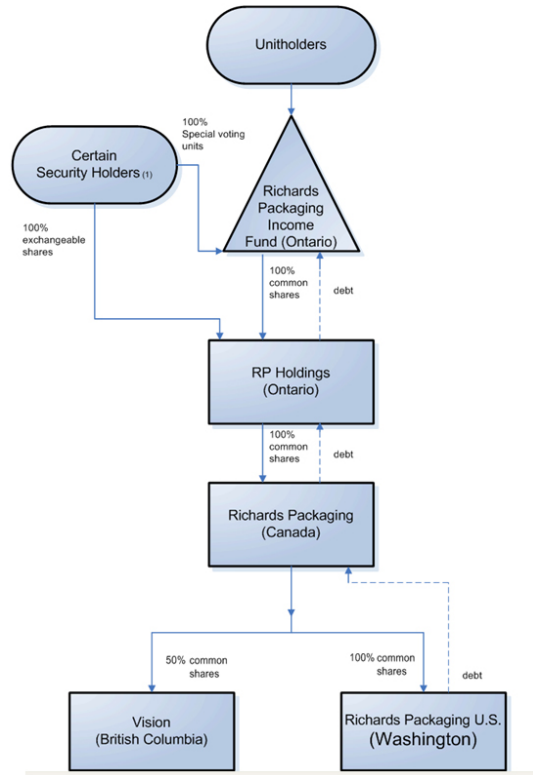 Unitholders
100%
Special voting
units
Certain
Security Holders (1)
Richards
Packaging
Income
Fund (Ontario)
100%
exchangeable
shares
100%
common
shares
debt
RP Holdings
(Ontario)
100%
common
shares
debt
Richards Packaging
(Canada)
50% common
shares
100% common
shares
debt
Vision
(British Columbia)
Richards Packaging U.S.
(Washington)